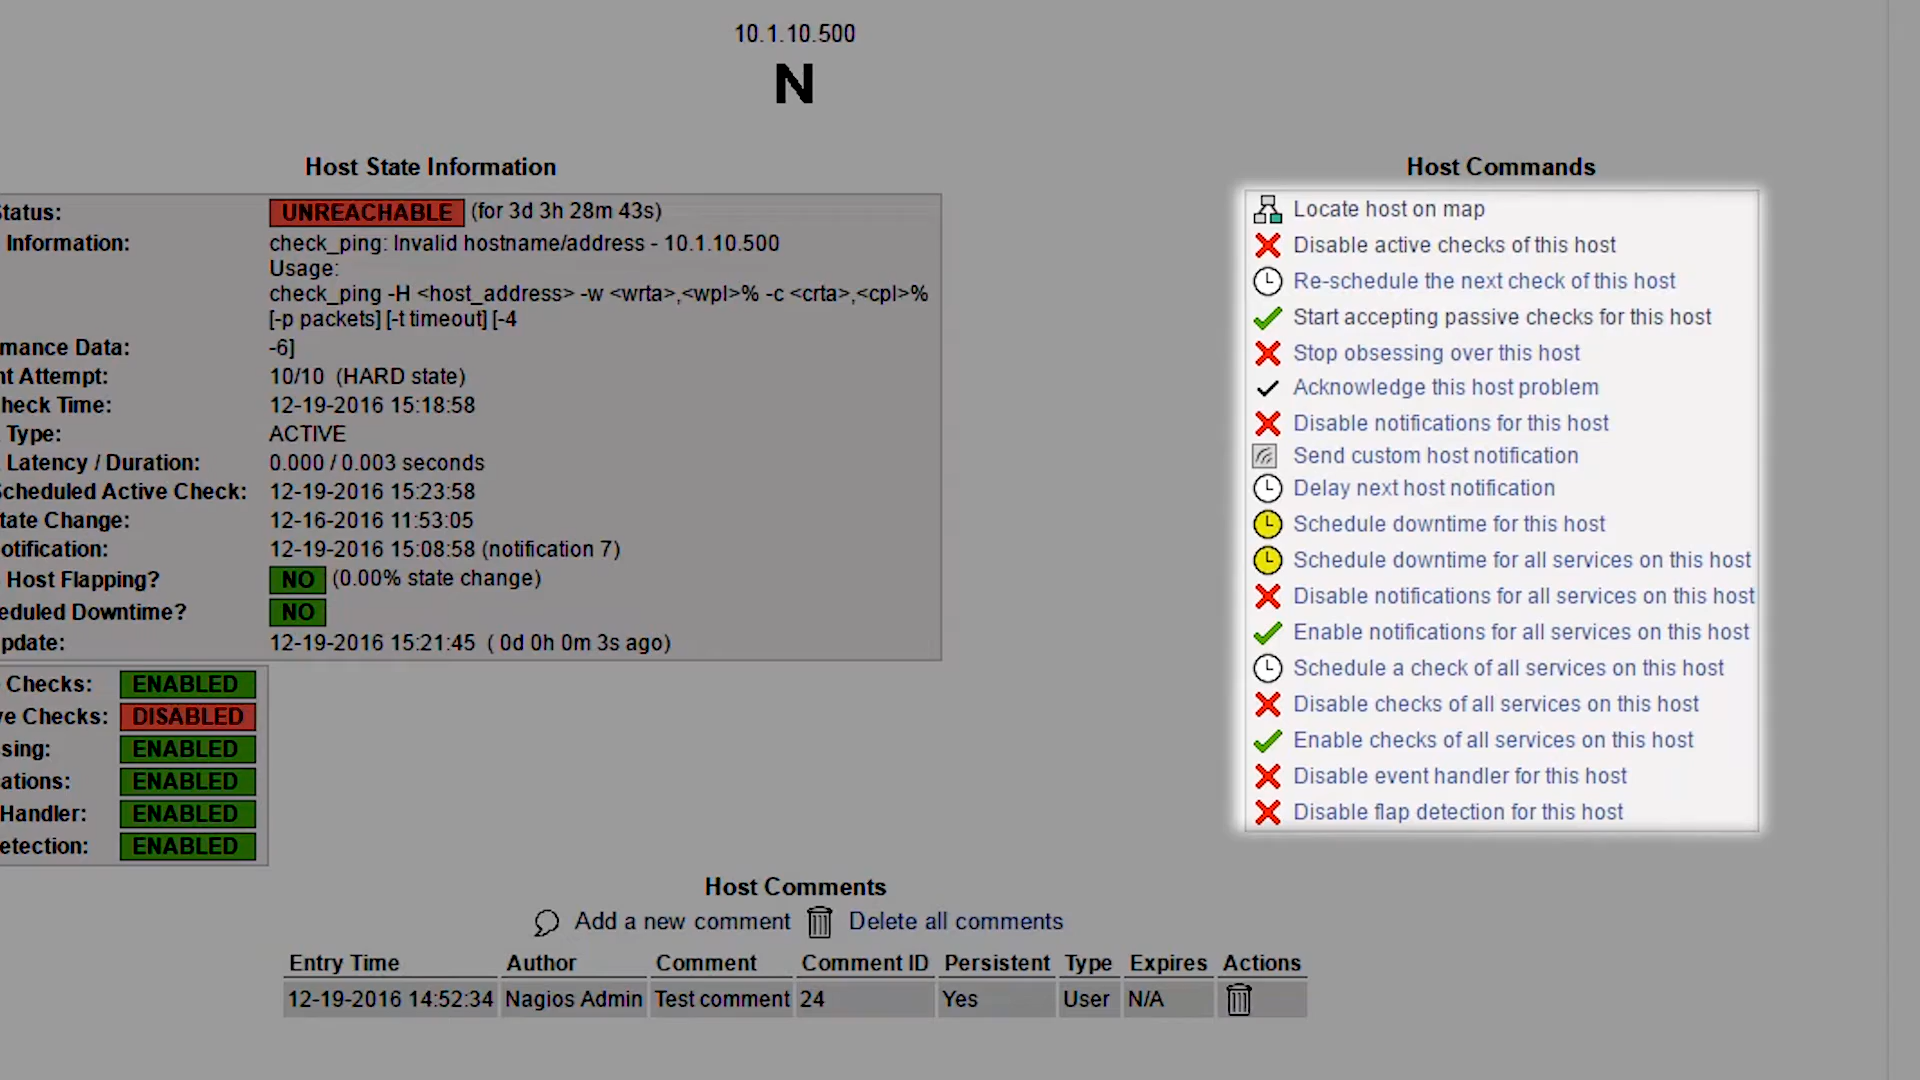 10.1.10.500
N
Host State Information
Status:
UNREACHABLE (for 3d 3h 28m 43s)
Information:
check_ping: Invalid hostname/address - 10.1.10.500
Usage:
check_ping -H <host_address> -w <wrta>,<wpl>% -c <crta>,<cpl>%
[-p packets] [-t timeout] [-4
mance Data:
-6]
nt Attempt:
10/10 (HARD state)
heck Time:
12-19-2016 15:18:58
Type:
ACTIVE
Latency / Duration:
0.000 / 0.003 seconds
Scheduled Active Check:
12-19-2016 15:23:58
tate Change:
12-16-2016 11:53:05
otification:
12-19-2016 15:08:58 (notification 7)
Host Flapping?
NO (0.00% state change)
eduled Downtime?
NO
pdate:
12-19-2016 15:21:45 ( 0d 0h 0m 3s ago)
Checks: ENABLED
ve Checks: DISABLED
sing: ENABLED
ations: ENABLED
Handler: ENABLED
etection: ENABLED
Host Commands
Locate host on map
Disable active checks of this host
Re-schedule the next check of this host
Start accepting passive checks for this host
Stop obsessing over this host
Acknowledge this host problem
Disable notifications for this host
Send custom host notification
Delay next host notification
Schedule downtime for this host
Schedule downtime for all services on this host
Disable notifications for all services on this host
Enable notifications for all services on this host
Schedule a check of all services on this host
Disable checks of all services on this host
Enable checks of all services on this host
Disable event handler for this host
Disable flap detection for this host
Host Comments
Add a new comment Delete all comments
Entry Time Author Comment Comment ID Persistent Type Expires Actions
12-19-2016 14:52:34 Nagios Admin Test comment 24 Yes User N/A